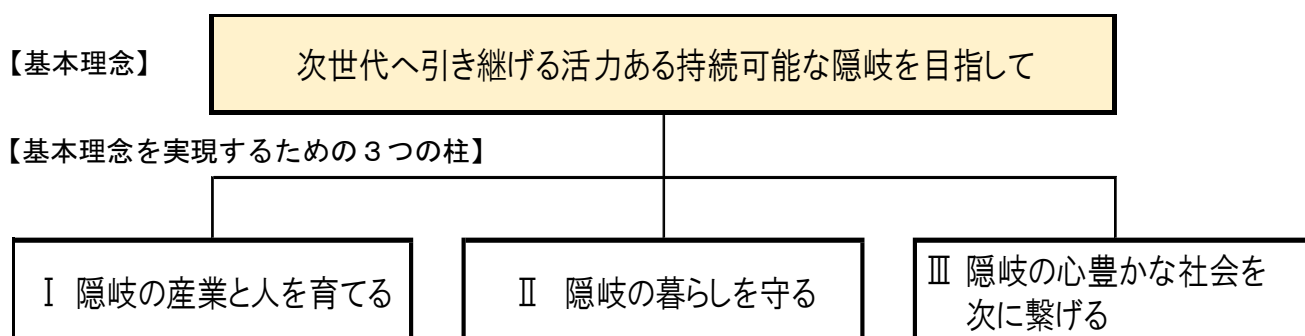 【基本理念】
次世代へ引き継げる活力ある持続可能な隠岐を目指して
【基本理念を実現するための３つの柱】
Ⅰ 隠岐の産業と人を育てる
Ⅱ 隠岐の暮らしを守る
Ⅲ 隠岐の心豊かな社会を
次に繋げる